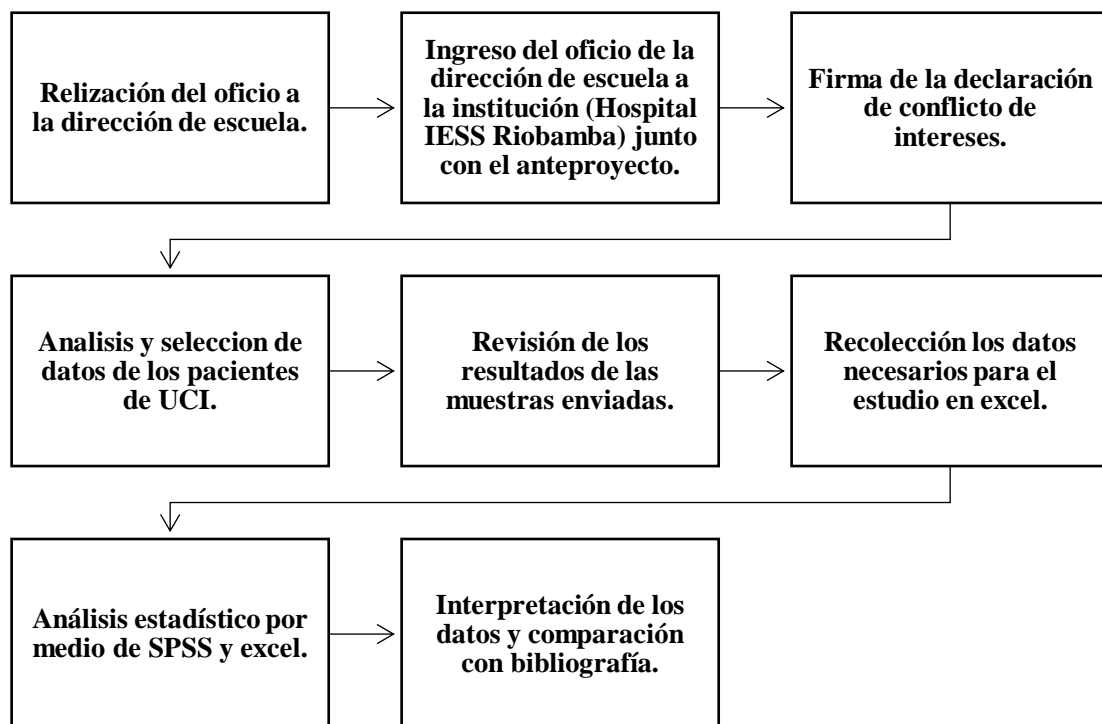 Relización del oficio a
la dirección de escuela.
Ingreso del oficio de la
dirección de escuela a
la institución (Hospital
IESS Riobamba) junto
con el anteproyecto.
Firma de la declaración
de conflicto de
intereses.
Analisis y seleccion de
datos de los pacientes
de UCI.
Revisión de los
resultados de las
muestras enviadas.
Recolección los datos
necesarios para el
estudio en excel.
Análisis estadístico por
medio de SPSS y excel.
Interpretación de los
datos y comparación
con bibliografía.